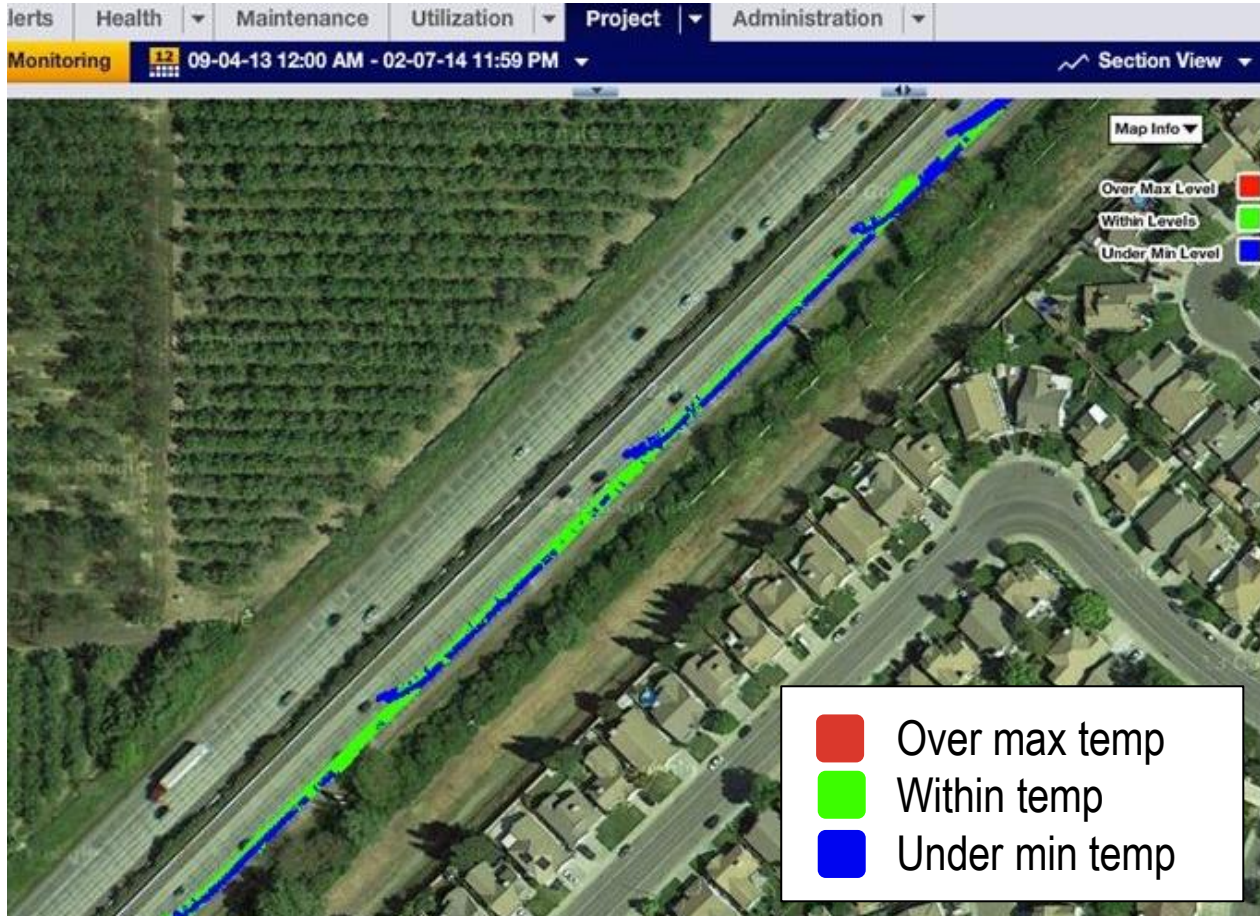 lerts Health Maintenance Utilization Project Administration
Monitoring 12 09-04-13 12:00 AM - 02-07-14 11:59 PM Section View
Map Info
Over Max Level
Within Levels
Under Min Level
Over max temp
Within temp
Under min temp